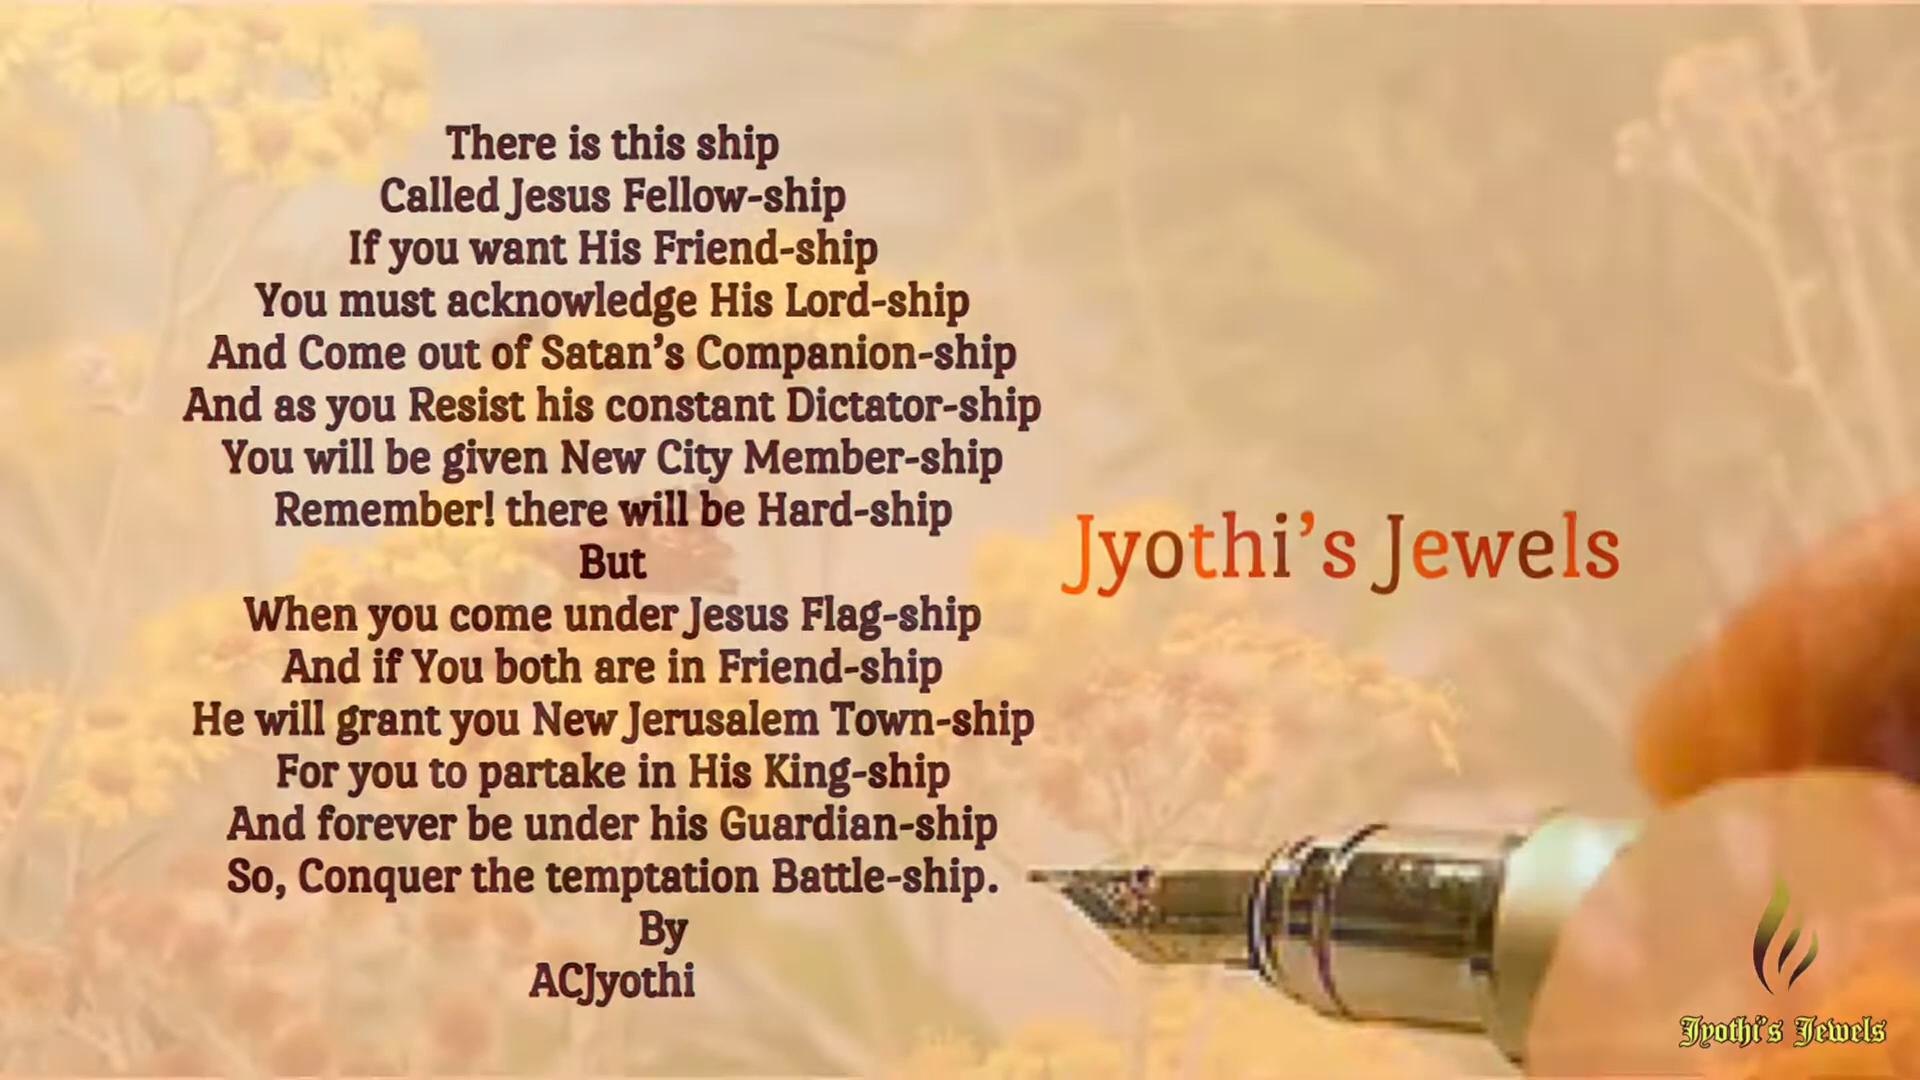 There is this ship
Called Jesus Fellow-ship
If you want His Friend-ship
You must acknowledge His Lord-ship
And Come out of Satan’s Companion-ship
And as you Resist his constant Dictator-ship
You will be given New City Member-ship
Remember! there will be Hard-ship
But
When you come under Jesus Flag-ship
And if You both are in Friend-ship
He will grant you New Jerusalem Town-ship
For you to partake in His King-ship
And forever be under his Guardian-ship
So, Conquer the temptation Battle-ship.
By
ACJyothi
Jyothi’s Jewels
Jyothi's Jewels